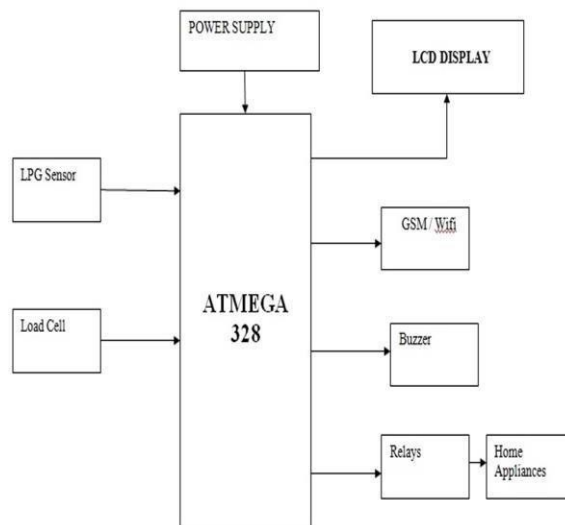 POWER SUPPLY
LCD DISPLAY
LPG Sensor
GSM / Wifi
ATMEGA
328
Load Cell
Buzzer
Relays
Home
Appliances